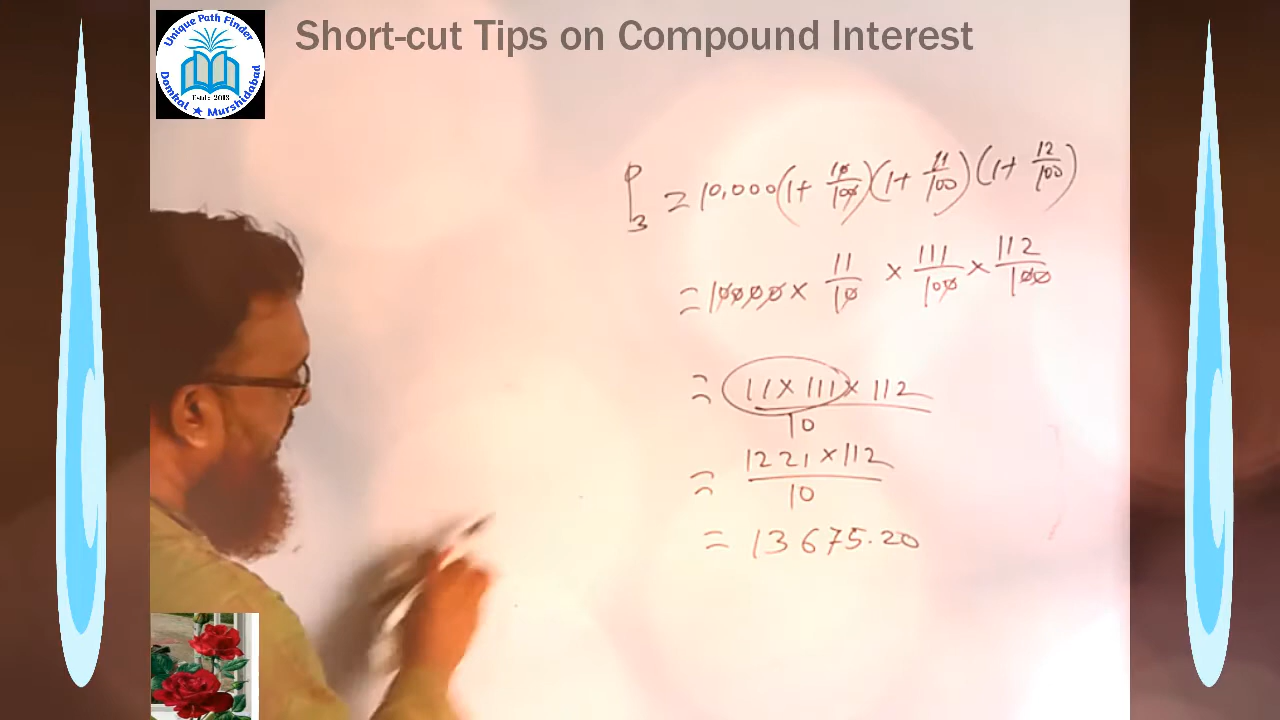 Short-cut Tips on Compound Interest
Unique Path Finder
Estd: 2018
Domkal ★ Murshidabad
P₃ = 10,000(1+ 10/100)(1+ 11/100)(1+ 12/100)
= 10000 × 11/10 × 111/100 × 112/100
= 11×111×112/10
= 1221×112/10
= 13675.20